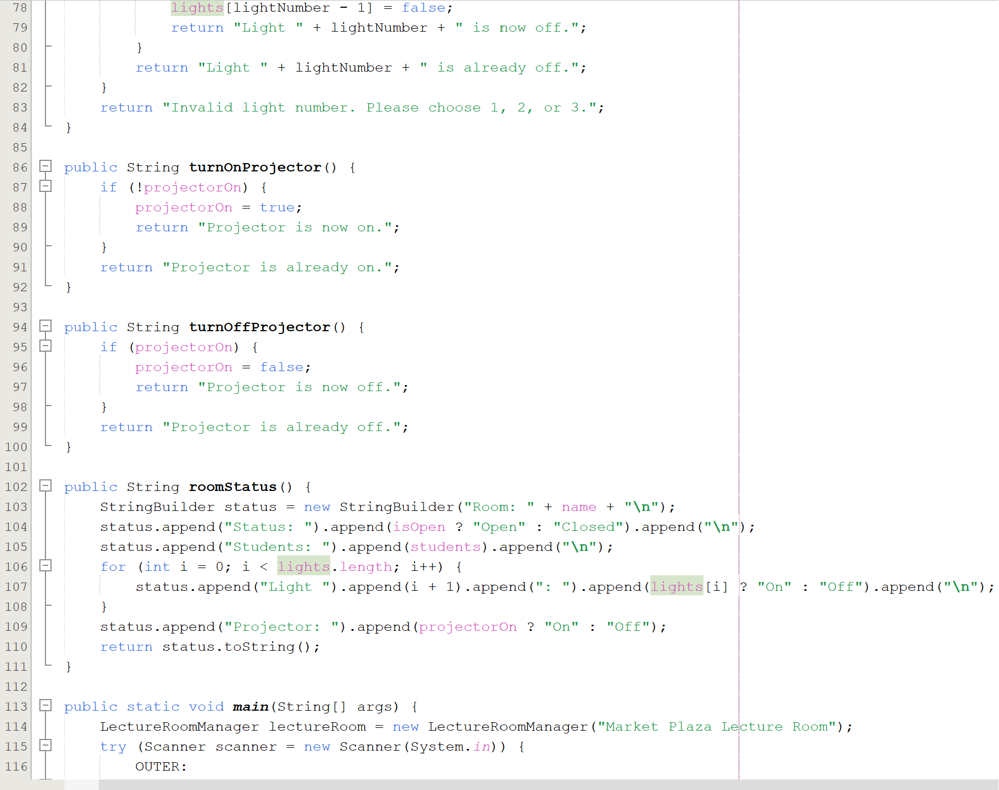 78 lights[lightNumber - 1] = false;
79 return "Light " + lightNumber + " is now off.";
80 }
81 return "Light " + lightNumber + " is already off.";
82 }
83 return "Invalid light number. Please choose 1, 2, or 3.";
84 }
85
86 public String turnOnProjector() {
87 if (!projectorOn) {
88 projectorOn = true;
89 return "Projector is now on.";
90 }
91 return "Projector is already on.";
92 }
93
94 public String turnOffProjector() {
95 if (projectorOn) {
96 projectorOn = false;
97 return "Projector is now off.";
98 }
99 return "Projector is already off.";
100 }
101
102 public String roomStatus() {
103 StringBuilder status = new StringBuilder("Room: " + name + "\n");
104 status.append("Status: ").append(isOpen ? "Open" : "Closed").append("\n");
105 status.append("Students: ").append(students).append("\n");
106 for (int i = 0; i < lights.length; i++) {
107 status.append("Light ").append(i + 1).append(": ").append(lights[i] ? "On" : "Off").append("\n");
108 }
109 status.append("Projector: ").append(projectorOn ? "On" : "Off");
110 return status.toString();
111 }
112
113 public static void main(String[] args) {
114 LectureRoomManager lectureRoom = new LectureRoomManager("Market Plaza Lecture Room");
115 try (Scanner scanner = new Scanner(System.in)) {
116 OUTER: